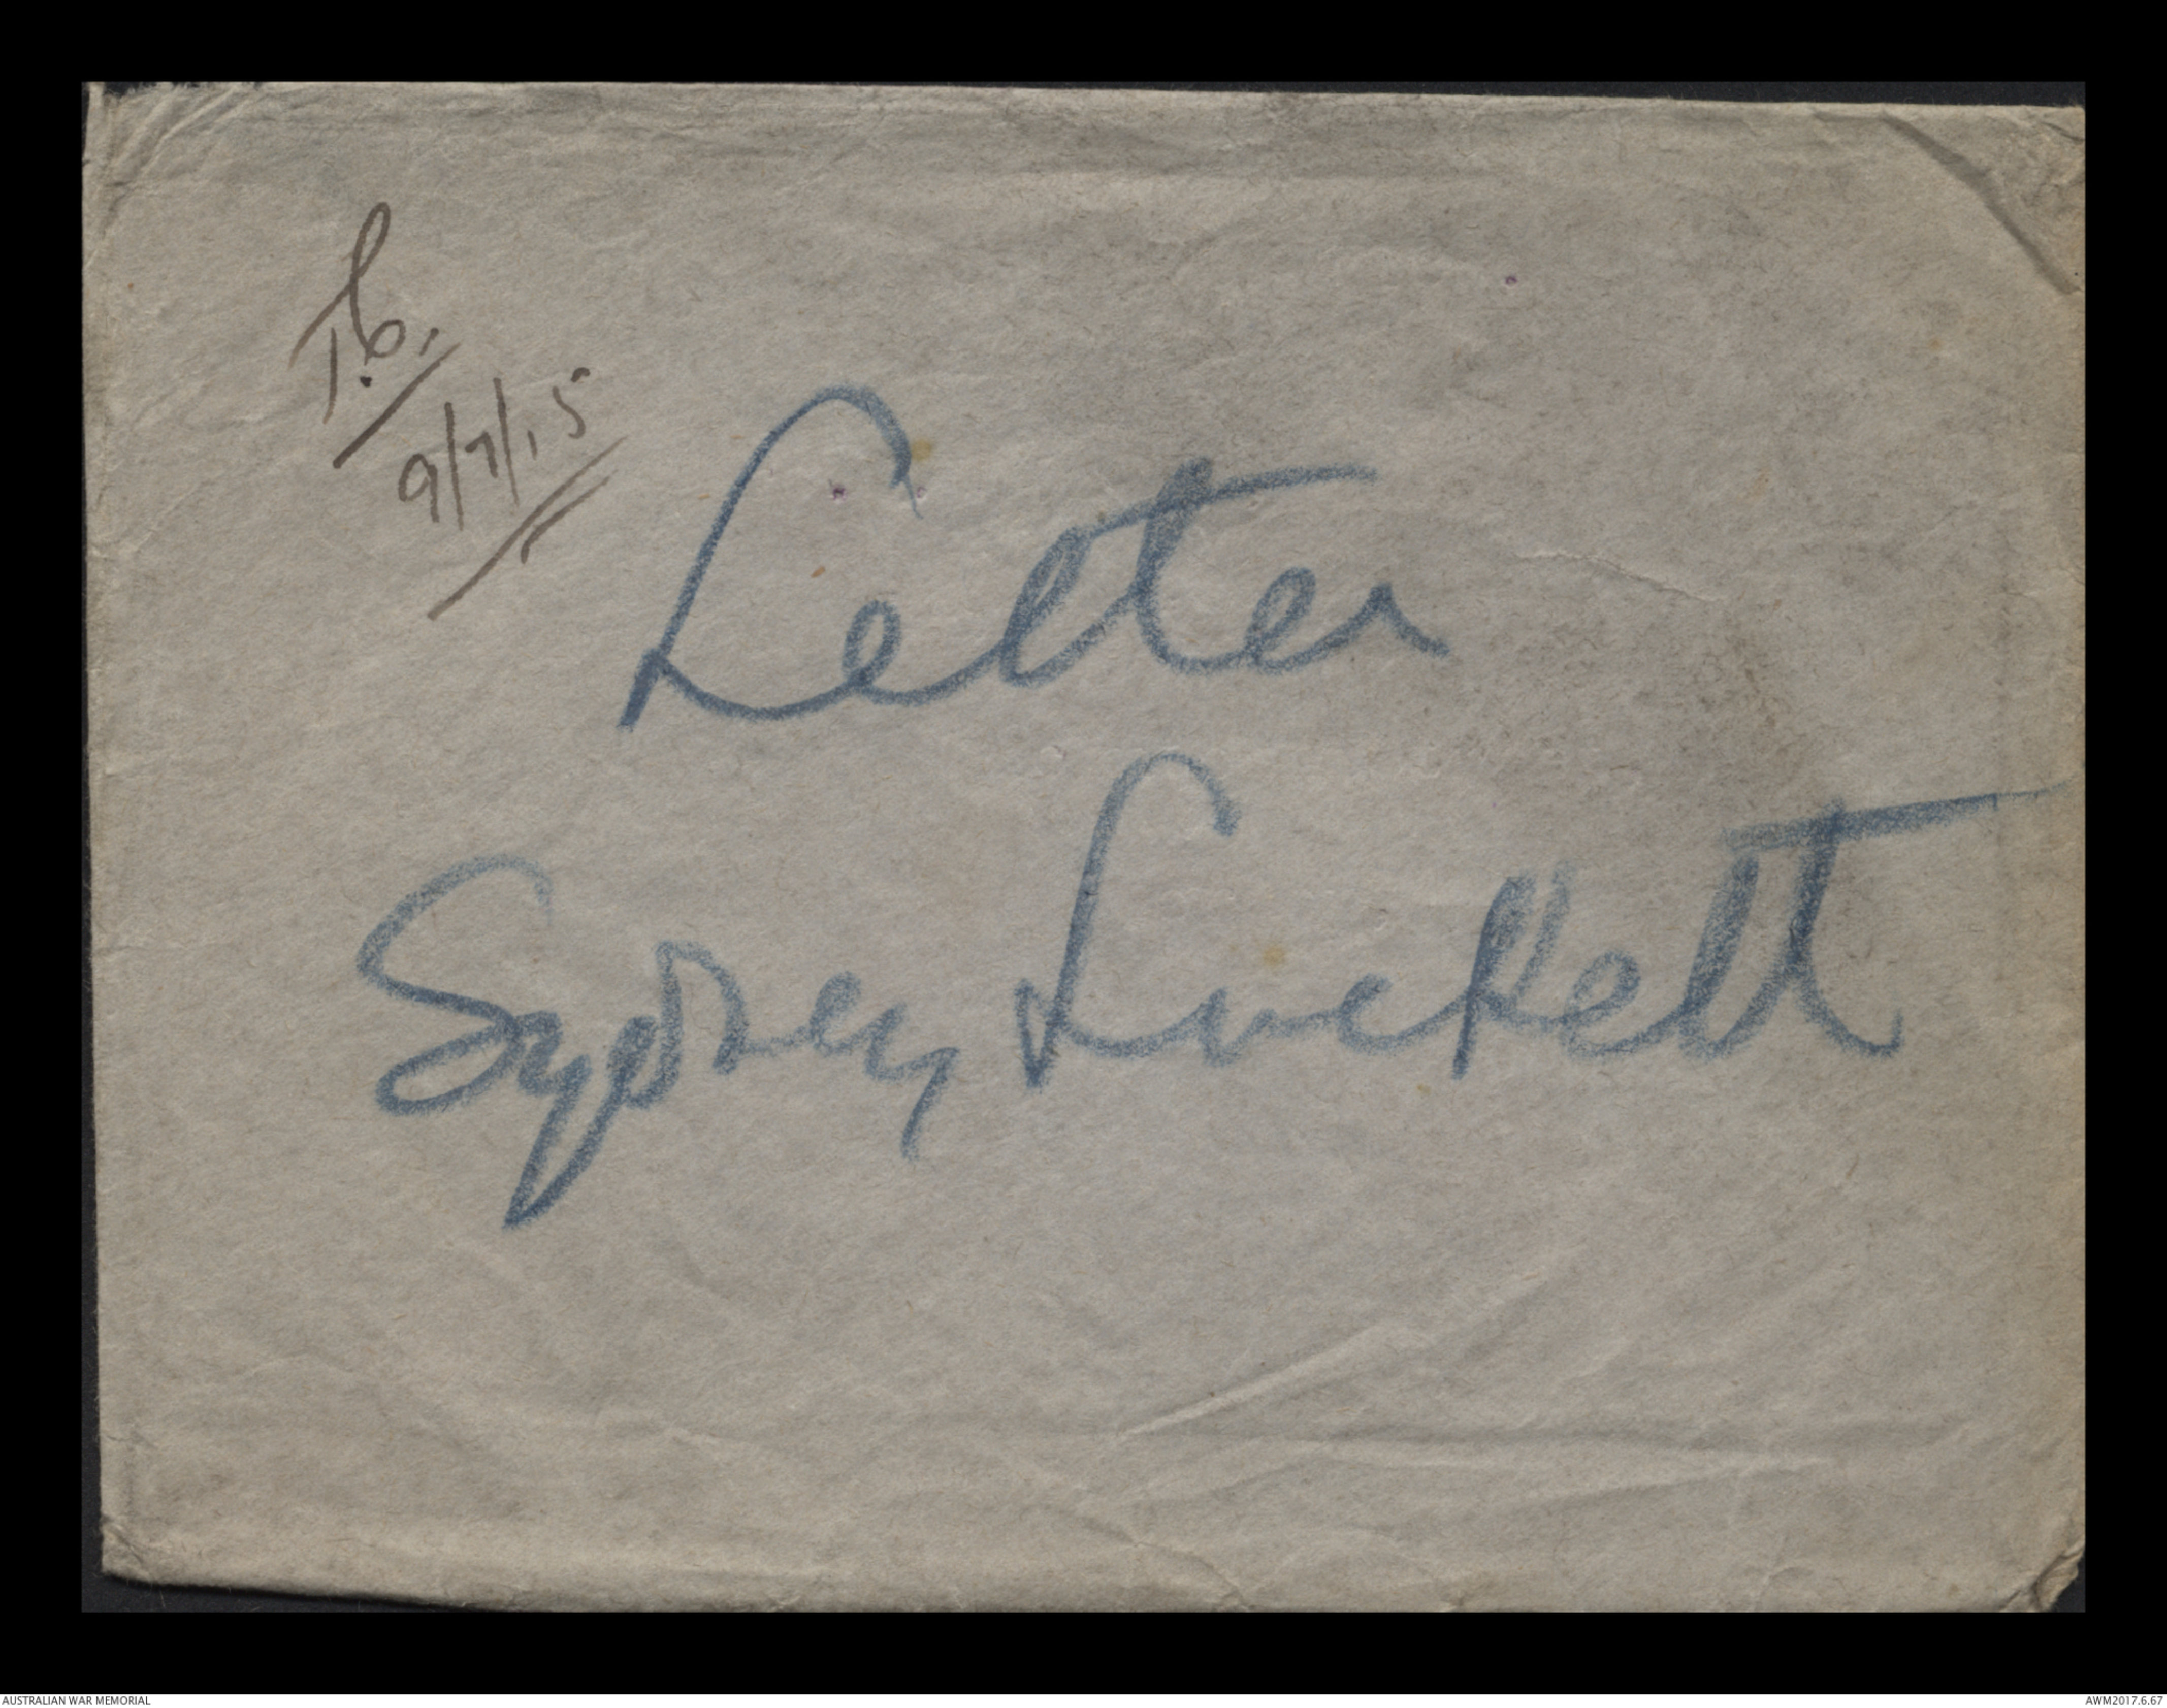 9/7/15
Letter
Sydney Luckett
AUSTRALIAN WAR MEMORIAL
AWM2017.6.67